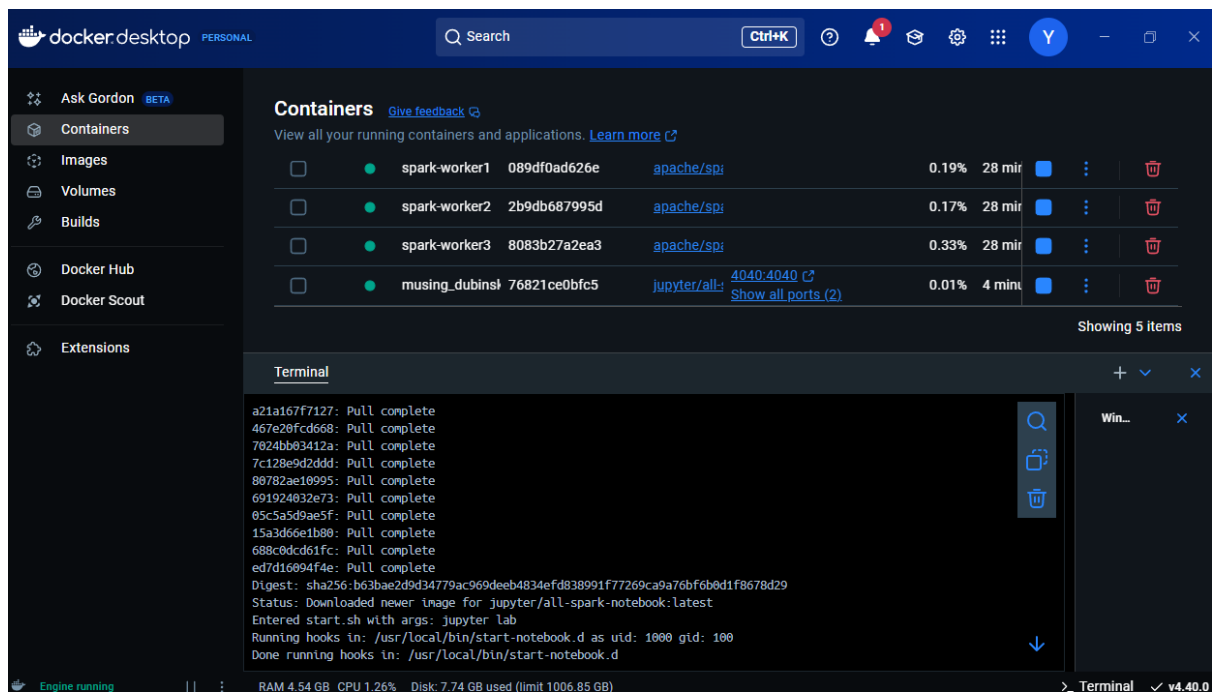 docker.desktop PERSONAL
Search
Ctrl+K
1
Y
Ask Gordon BETA
Containers
Images
Volumes
Builds
Docker Hub
Docker Scout
Extensions
Containers Give feedback
View all your running containers and applications. Learn more
spark-worker1 089df0ad626e apache/spa 0.19% 28 min
spark-worker2 2b9db687995d apache/spa 0.17% 28 min
spark-worker3 8083b27a2ea3 apache/spa 0.33% 28 min
musing_dubinsk 76821ce0bfc5 jupyter/all-s 4040:4040 0.01% 4 minu
Show all ports (2)
Showing 5 items
Terminal
Win...
a21a167f7127: Pull complete
467e20fcd668: Pull complete
7024bb03412a: Pull complete
7c128e9d2ddd: Pull complete
80782ae10995: Pull complete
691924032e73: Pull complete
05c5a5d9ae5f: Pull complete
15a3d66e1b80: Pull complete
688c0dcd61fc: Pull complete
ed7d16094f4e: Pull complete
Digest: sha256:b63bae2d9d34779ac969deeb4834efd838991f77269ca9a76bf6b0d1f8678d29
Status: Downloaded newer image for jupyter/all-spark-notebook:latest
Entered start.sh with args: jupyter lab
Running hooks in: /usr/local/bin/start-notebook.d as uid: 1000 gid: 100
Done running hooks in: /usr/local/bin/start-notebook.d
Engine running
RAM 4.54 GB CPU 1.26% Disk: 7.74 GB used (limit 1006.85 GB)
Terminal
v4.40.0